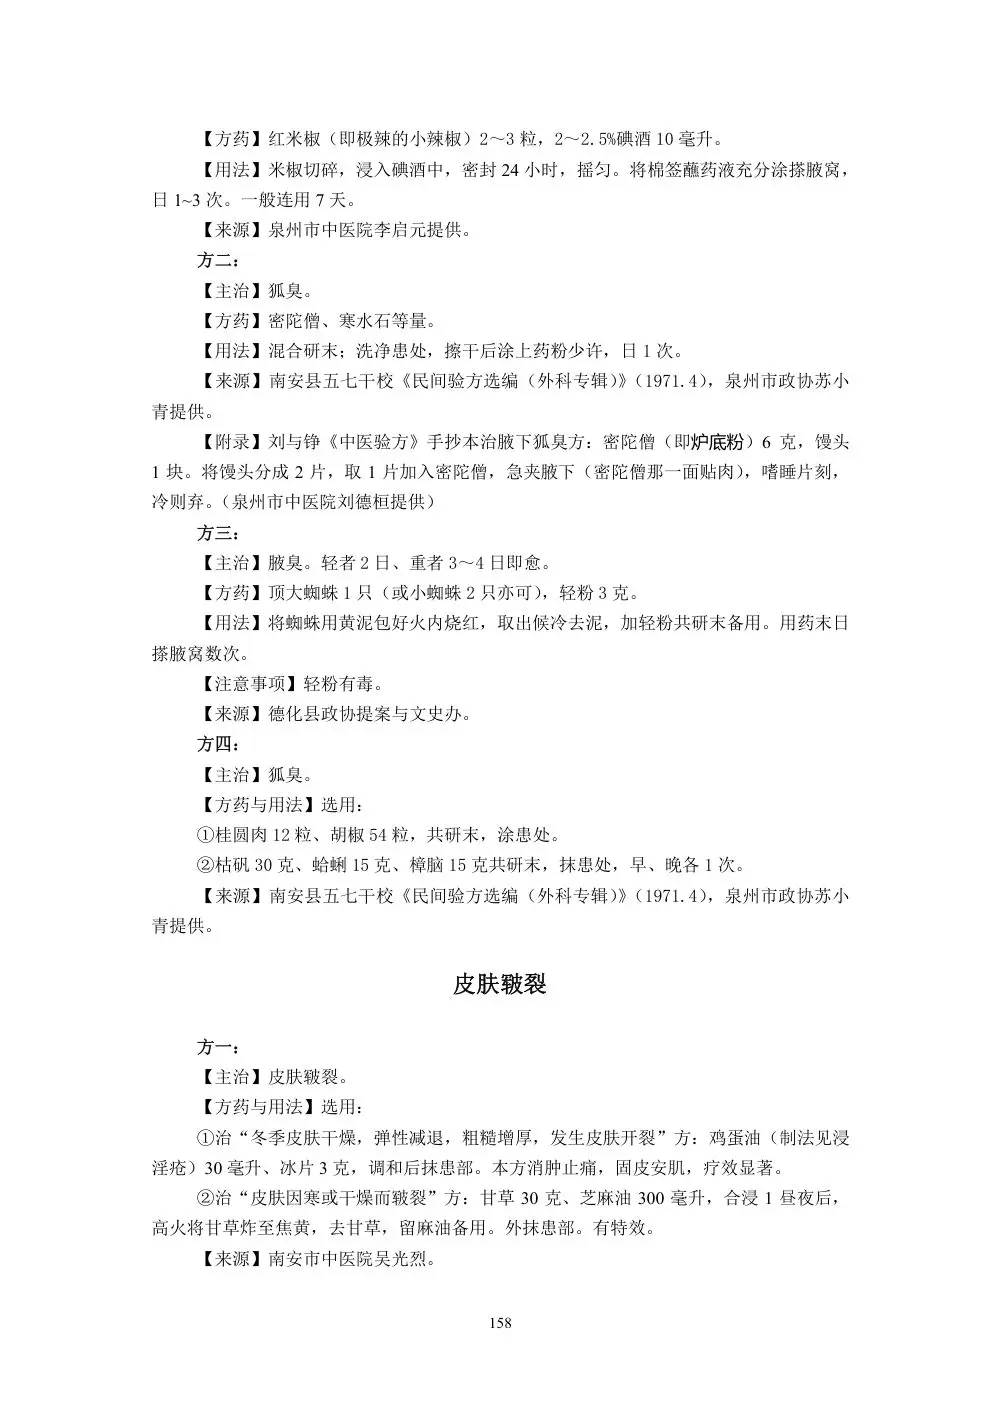 【方药】红米椒（即极辣的小辣椒）2～3 粒，2～2.5%碘酒 10 毫升。
【用法】米椒切碎，浸入碘酒中，密封 24 小时，摇匀。将棉签蘸药液充分涂搽腋窝，
日 1~3 次。一般连用 7 天。
【来源】泉州市中医院李启元提供。
方二：
【主治】狐臭。
【方药】密陀僧、寒水石等量。
【用法】混合研末；洗净患处，擦干后涂上药粉少许，日 1 次。
【来源】南安县五七干校《民间验方选编（外科专辑）》（1971.4），泉州市政协苏小
青提供。
【附录】刘与铮《中医验方》手抄本治腋下狐臭方：密陀僧（即炉底粉）6 克，馒头
1 块。将馒头分成 2 片，取 1 片加入密陀僧，急夹腋下（密陀僧那一面贴肉），嗜睡片刻，
冷则弃。（泉州市中医院刘德桓提供）
方三：
【主治】腋臭。轻者 2 日、重者 3～4 日即愈。
【方药】顶大蜘蛛 1 只（或小蜘蛛 2 只亦可），轻粉 3 克。
【用法】将蜘蛛用黄泥包好火内烧红，取出候冷去泥，加轻粉共研末备用。用药末日
搽腋窝数次。
【注意事项】轻粉有毒。
【来源】德化县政协提案与文史办。
方四：
【主治】狐臭。
【方药与用法】选用：
①桂圆肉 12 粒、胡椒 54 粒，共研末，涂患处。
②枯矾 30 克、蛤蜊 15 克、樟脑 15 克共研末，抹患处，早、晚各 1 次。
【来源】南安县五七干校《民间验方选编（外科专辑）》（1971.4），泉州市政协苏小
青提供。
皮肤皲裂
方一：
【主治】皮肤皲裂。
【方药与用法】选用：
①治“冬季皮肤干燥，弹性减退，粗糙增厚，发生皮肤开裂”方：鸡蛋油（制法见浸
淫疮）30 毫升、冰片 3 克，调和后抹患部。本方消肿止痛，固皮安肌，疗效显著。
②治“皮肤因寒或干燥而皲裂”方：甘草 30 克、芝麻油 300 毫升，合浸 1 昼夜后，
高火将甘草炸至焦黄，去甘草，留麻油备用。外抹患部。有特效。
【来源】南安市中医院吴光烈。
158